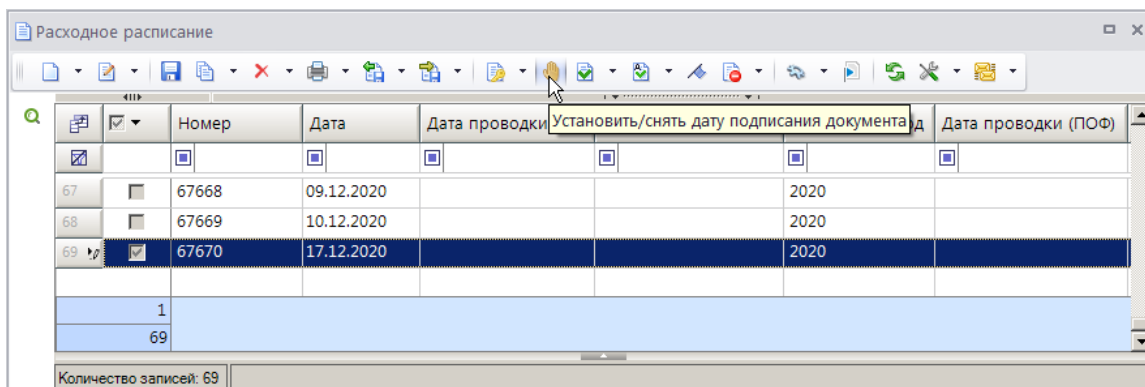 Расходное расписание
Номер Дата Дата проводки Установить/снять дату подписания документа д Дата проводки (ПОФ)
67 67668 09.12.2020 2020
68 67669 10.12.2020 2020
69 67670 17.12.2020 2020
1
69
Количество записей: 69